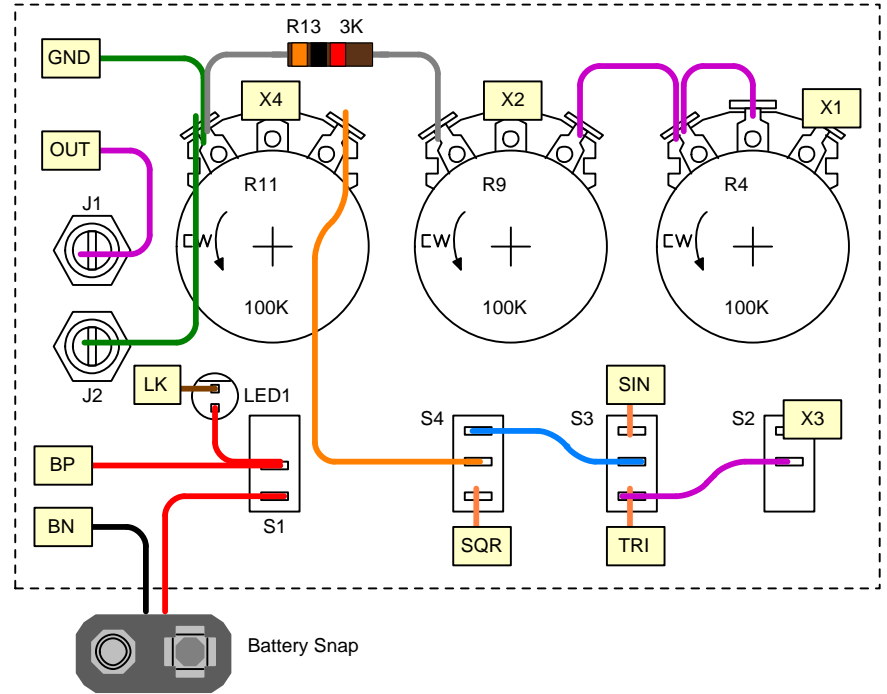 R13 3K
GND
X4
X2
X1
OUT
R11
R9
R4
J1
CW
CW
CW
100K
100K
100K
J2
LK
LED1
SIN
S4
S3
S2
X3
BP
BN
S1
SQR
TRI
Battery Snap